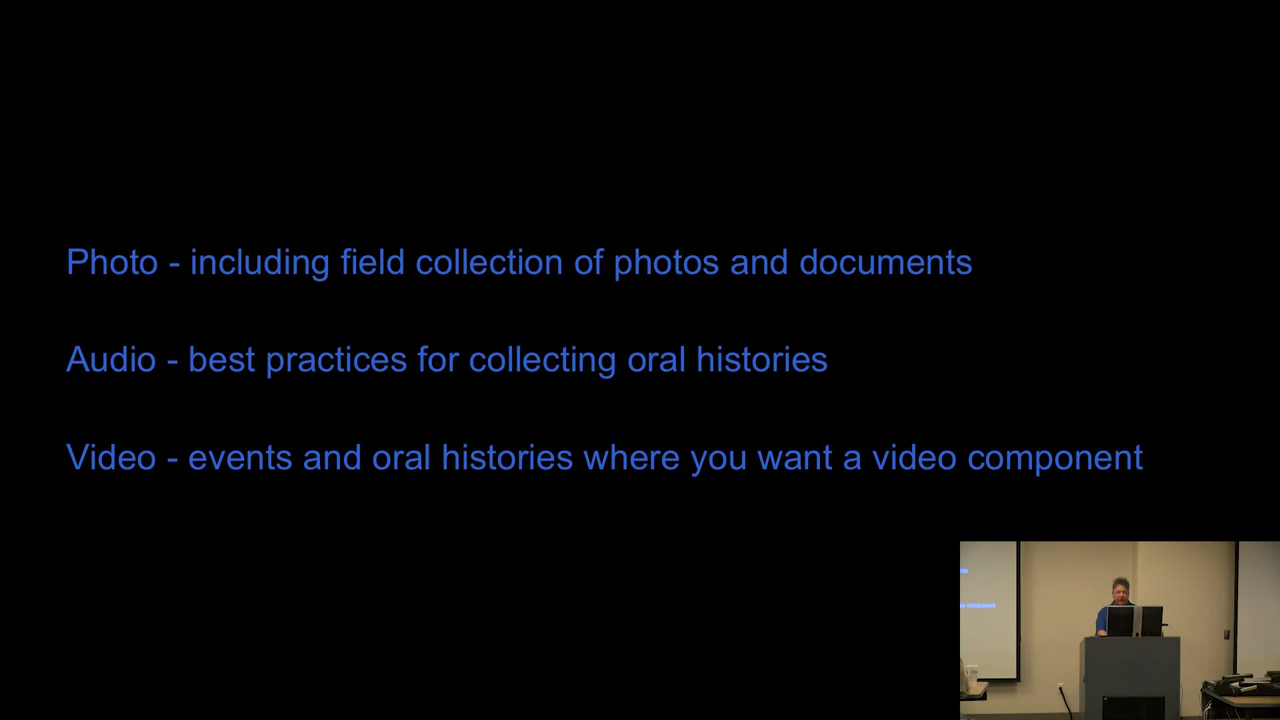 Photo - including field collection of photos and documents
Audio - best practices for collecting oral histories
Video - events and oral histories where you want a video component
component